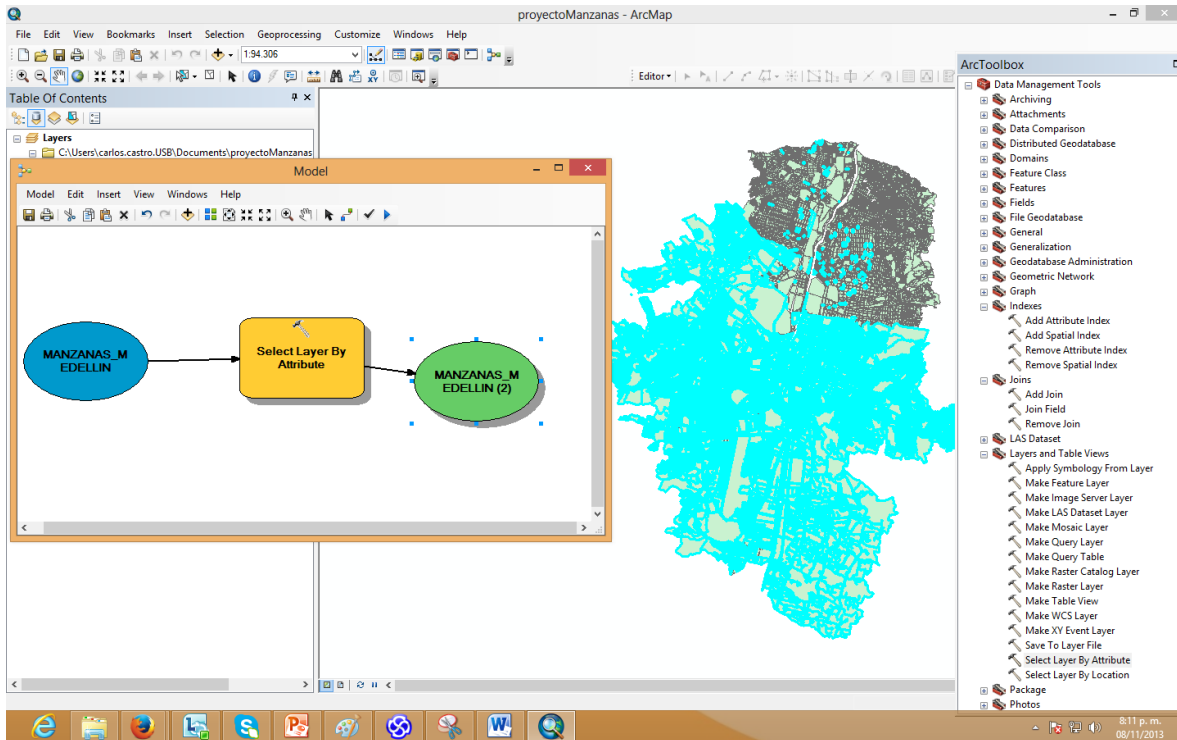 proyectoManzanas - ArcMap
File Edit View Bookmarks Insert Selection Geoprocessing Customize Windows Help
1:94.306
Editor
Table Of Contents
Layers
C:\Users\carlos.castro.USB\Documents\proyectoManzanas
Model
Model Edit Insert View Windows Help
MANZANAS_M
EDELLIN
Select Layer By
Attribute
MANZANAS_M
EDELLIN (2)
ArcToolbox
Data Management Tools
Archiving
Attachments
Data Comparison
Distributed Geodatabase
Domains
Feature Class
Features
Fields
File Geodatabase
General
Generalization
Geodatabase Administration
Geometric Network
Graph
Indexes
Add Attribute Index
Add Spatial Index
Remove Attribute Index
Remove Spatial Index
Joins
Add Join
Join Field
Remove Join
LAS Dataset
Layers and Table Views
Apply Symbology From Layer
Make Feature Layer
Make Image Server Layer
Make LAS Dataset Layer
Make Mosaic Layer
Make Query Layer
Make Query Table
Make Raster Catalog Layer
Make Raster Layer
Make Table View
Make WCS Layer
Make XY Event Layer
Save To Layer File
Select Layer By Attribute
Select Layer By Location
Package
Photos
8:11 p. m.
08/11/2013